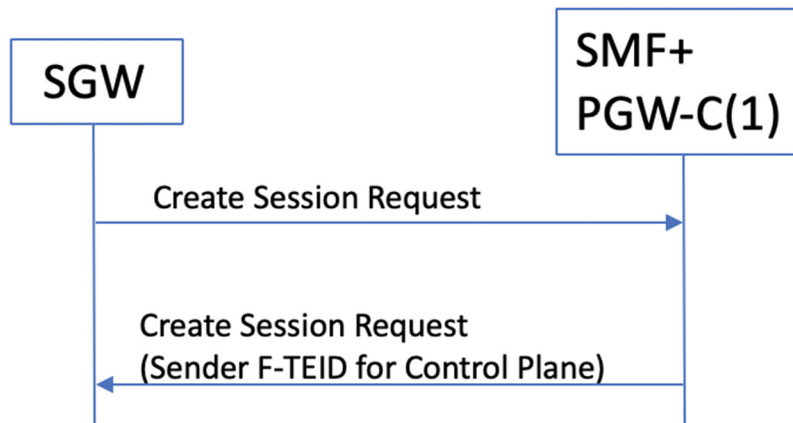 SGW
SMF+
PGW-C(1)
Create Session Request
Create Session Request
(Sender F-TEID for Control Plane)